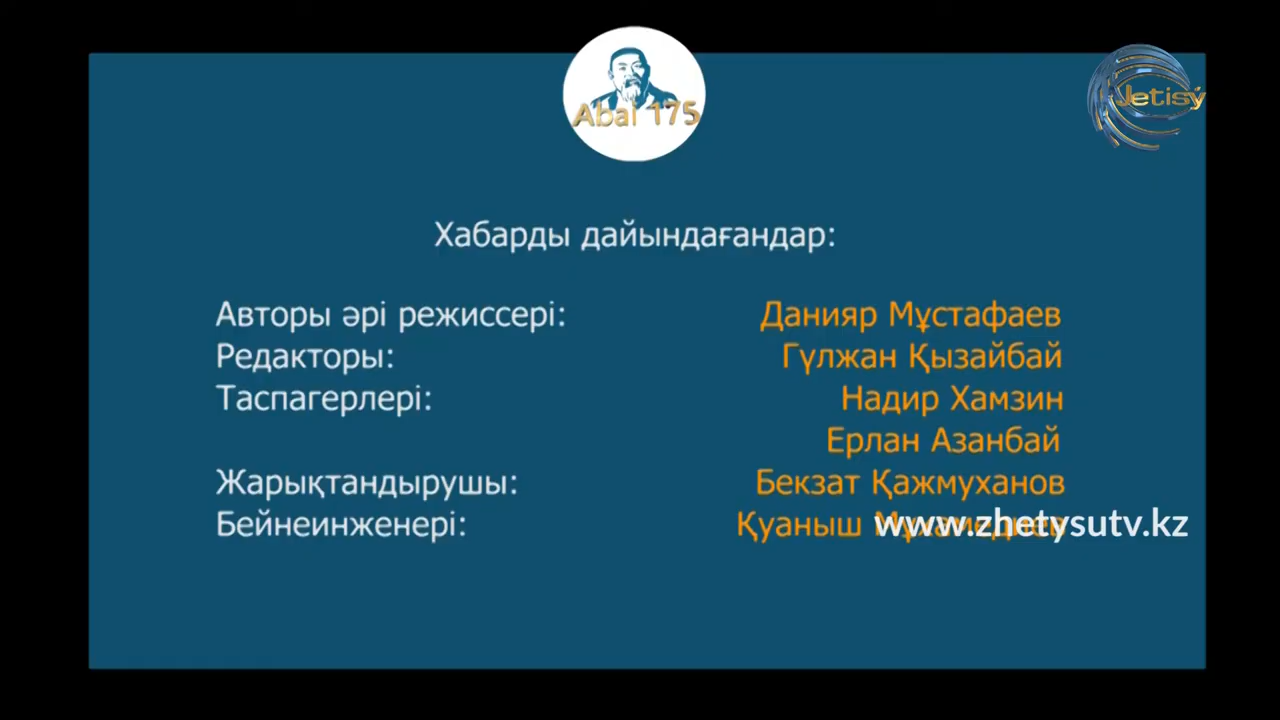 Abai 175
Jetisý
Хабарды дайындағандар:
Авторы әрі режиссері: Данияр Мұстафаев
Редакторы: Гүлжан Қызайбай
Таспагерлері: Надир Хамзин
Ерлан Азанбай
Жарықтандырушы: Бекзат Қажмуханов
Бейнеинженері: Қуаныш
www.zhetysutv.kz